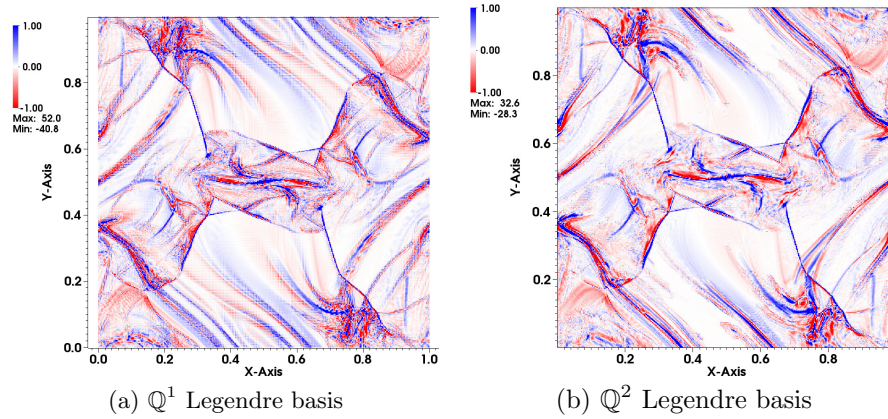 1.00
0.00
-1.00
Max: 52.0
Min: -40.8
Y-Axis
0.8
0.6
0.4
0.2
0.0
0.0 0.2 0.4 0.6 0.8 1.0
X-Axis
(a) ℚ¹ Legendre basis
1.00
0.00
-1.00
Max: 32.6
Min: -28.3
Y-Axis
0.8
0.6
0.4
0.2
0.2 0.4 0.6 0.8
X-Axis
(b) ℚ² Legendre basis